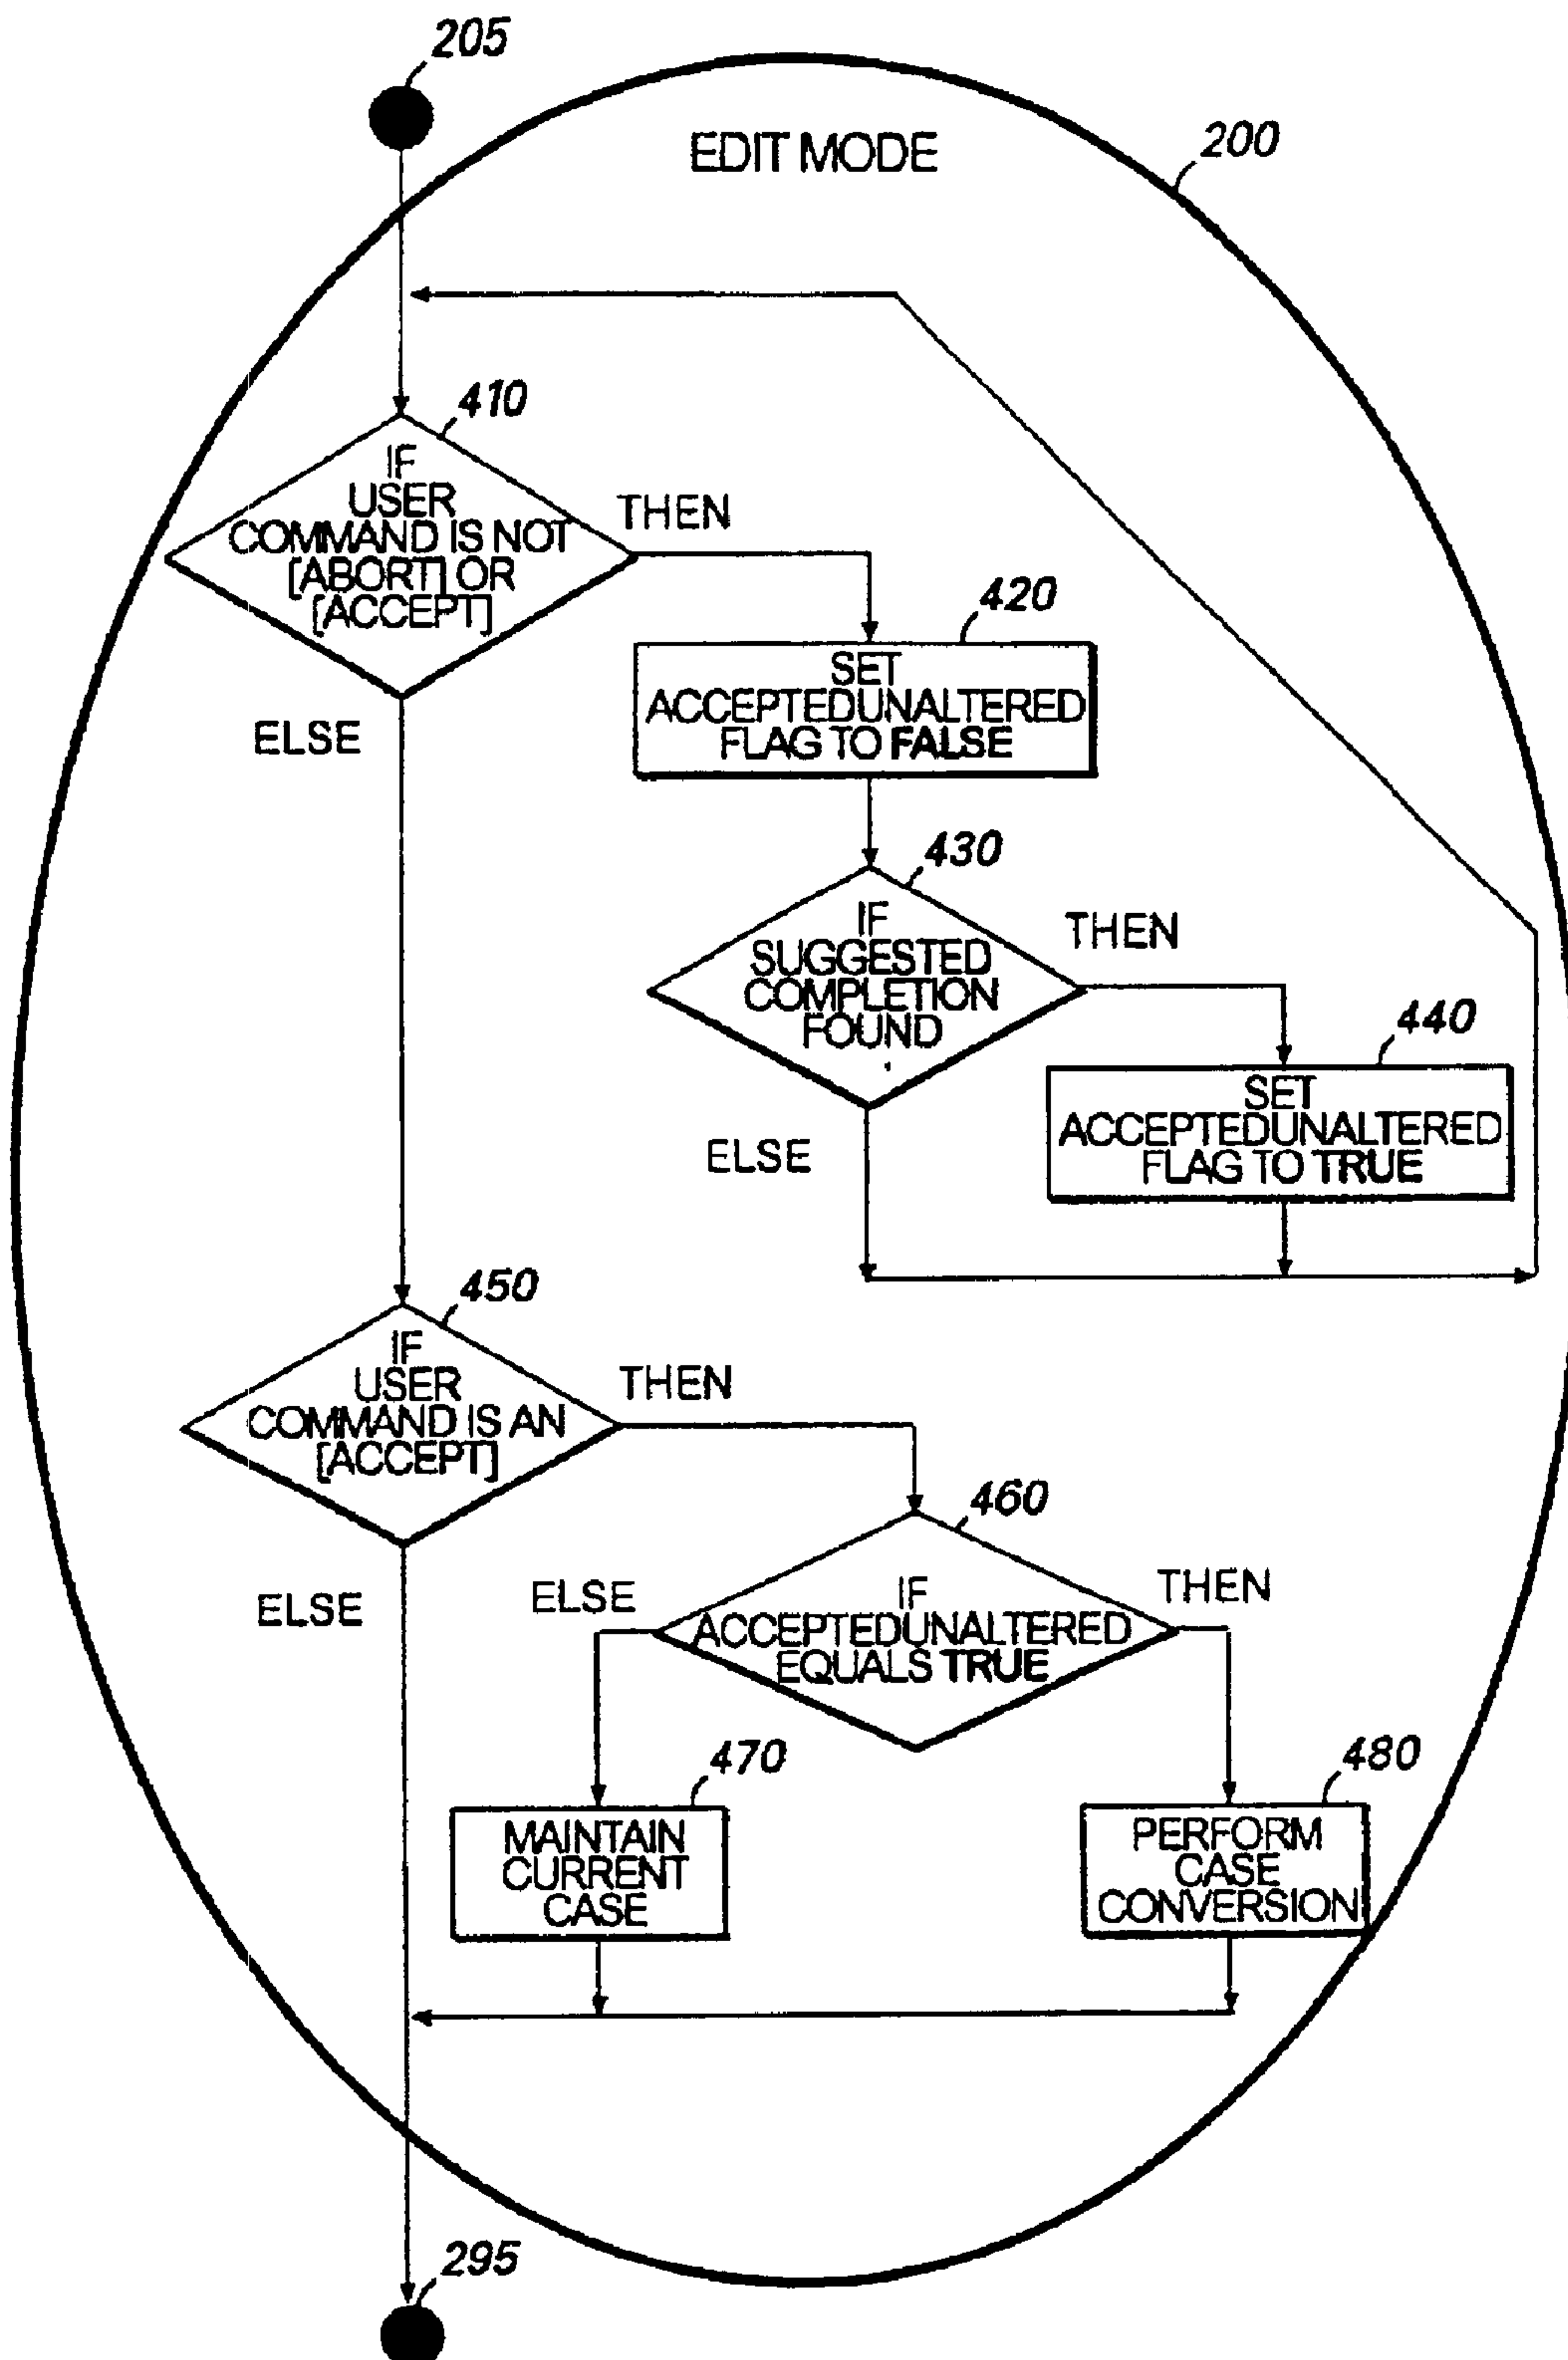 205
EDIT MODE
200
410
IF
USER
COMMAND IS NOT
[ABORT] OR
[ACCEPT]
THEN
ELSE
420
SET
ACCEPTEDUNALTERED
FLAG TO FALSE
430
IF
SUGGESTED
COMPLETION
FOUND
THEN
ELSE
440
SET
ACCEPTEDUNALTERED
FLAG TO TRUE
450
IF
USER
COMMAND IS AN
[ACCEPT]
THEN
ELSE
460
IF
ACCEPTEDUNALTERED
EQUALS TRUE
ELSE
THEN
470
MAINTAIN
CURRENT
CASE
480
PERFORM
CASE
CONVERSION
295